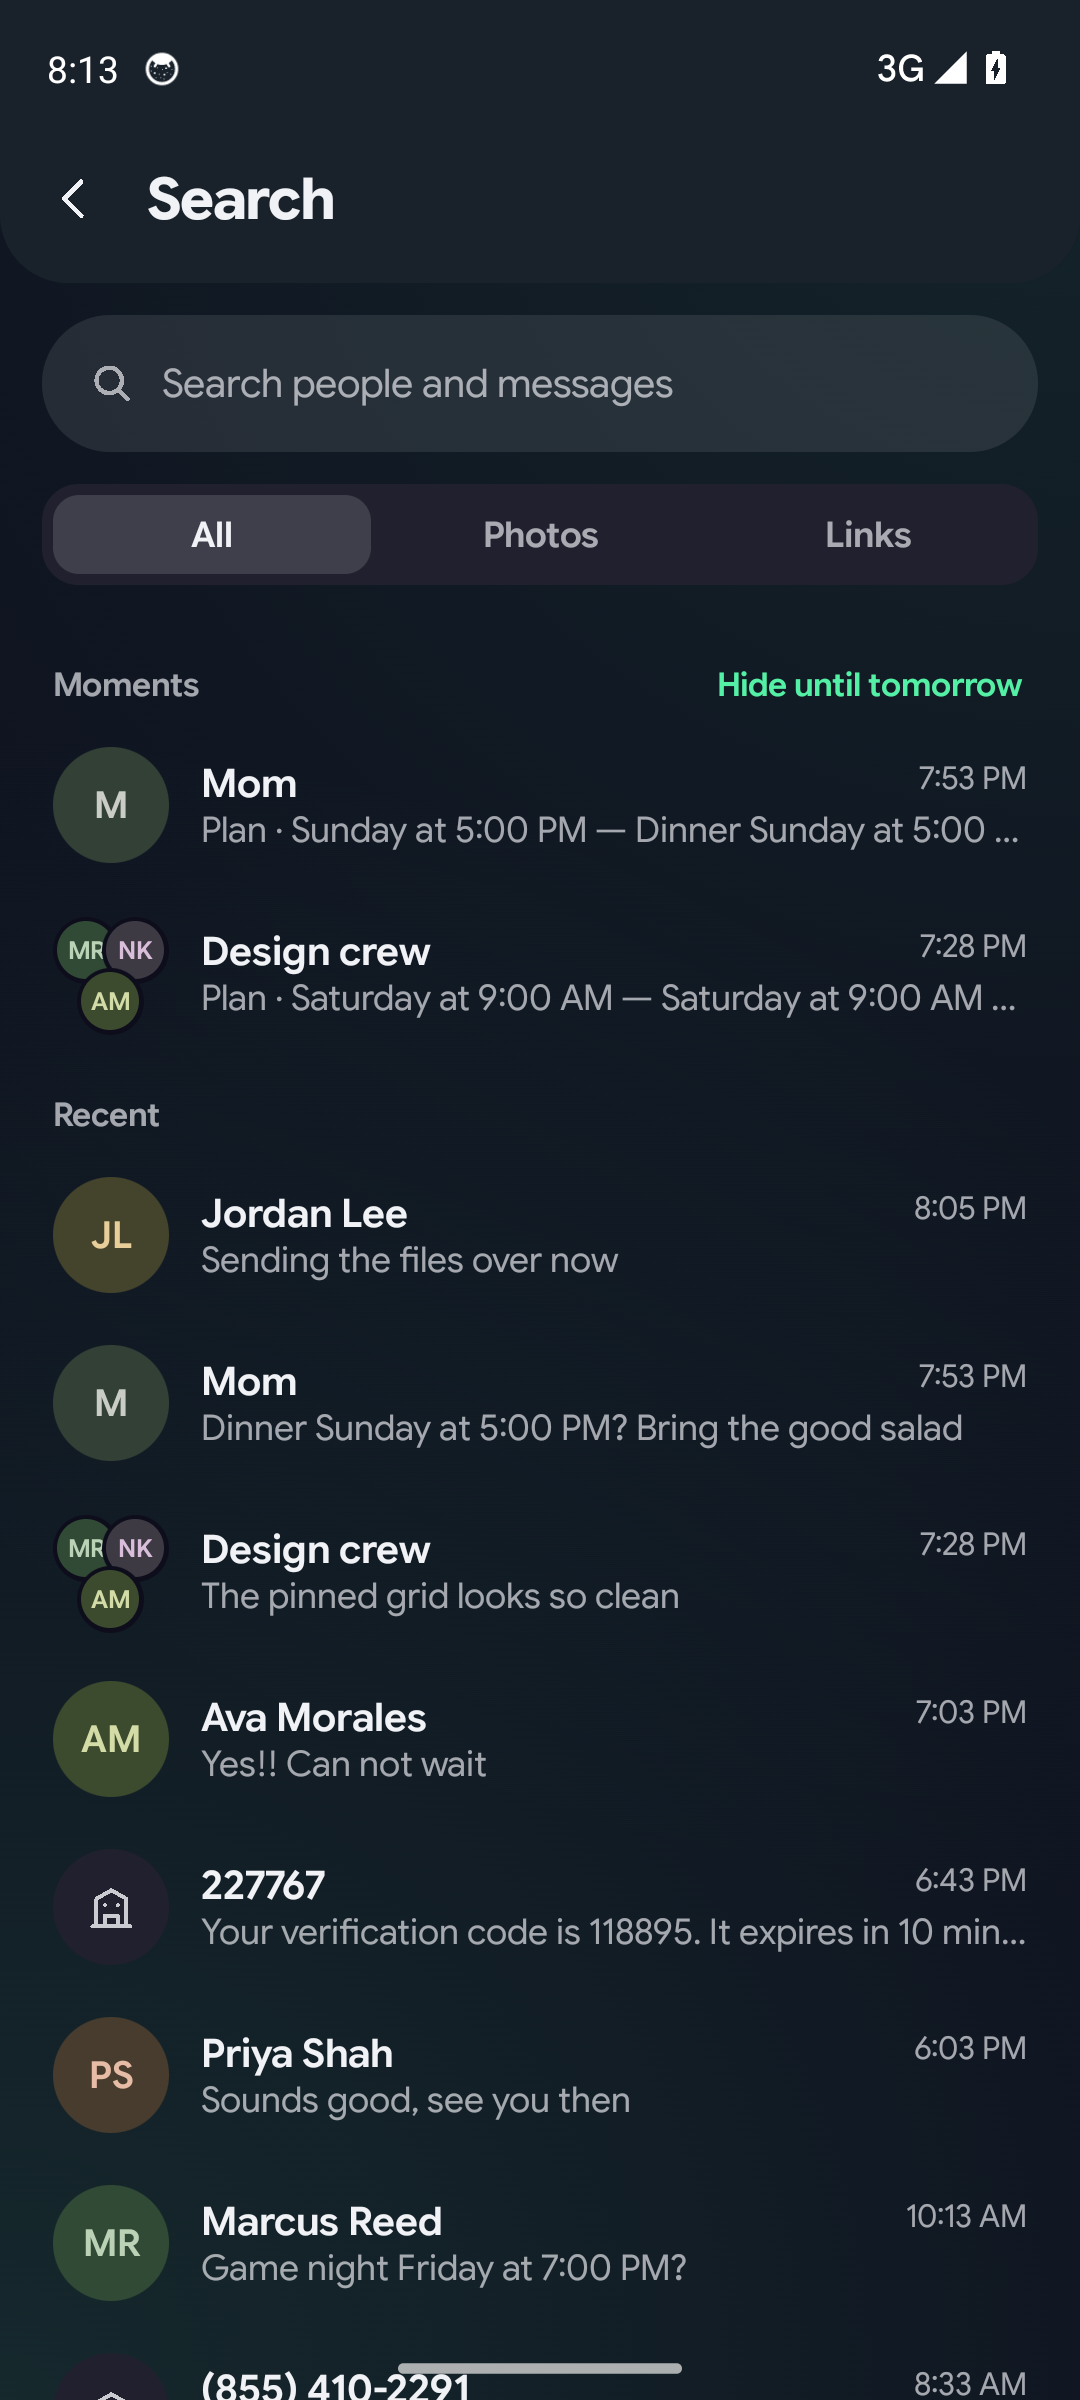 8:13
3G
Search
Search people and messages
All Photos Links
Moments Hide until tomorrow
M
Mom 7:53 PM
Plan · Sunday at 5:00 PM — Dinner Sunday at 5:00 ...
MR NK AM
Design crew 7:28 PM
Plan · Saturday at 9:00 AM — Saturday at 9:00 AM ...
Recent
JL
Jordan Lee 8:05 PM
Sending the files over now
M
Mom 7:53 PM
Dinner Sunday at 5:00 PM? Bring the good salad
MR NK AM
Design crew 7:28 PM
The pinned grid looks so clean
AM
Ava Morales 7:03 PM
Yes!! Can not wait
227767 6:43 PM
Your verification code is 118895. It expires in 10 min...
PS
Priya Shah 6:03 PM
Sounds good, see you then
MR
Marcus Reed 10:13 AM
Game night Friday at 7:00 PM?
(855) 410-2291 8:33 AM